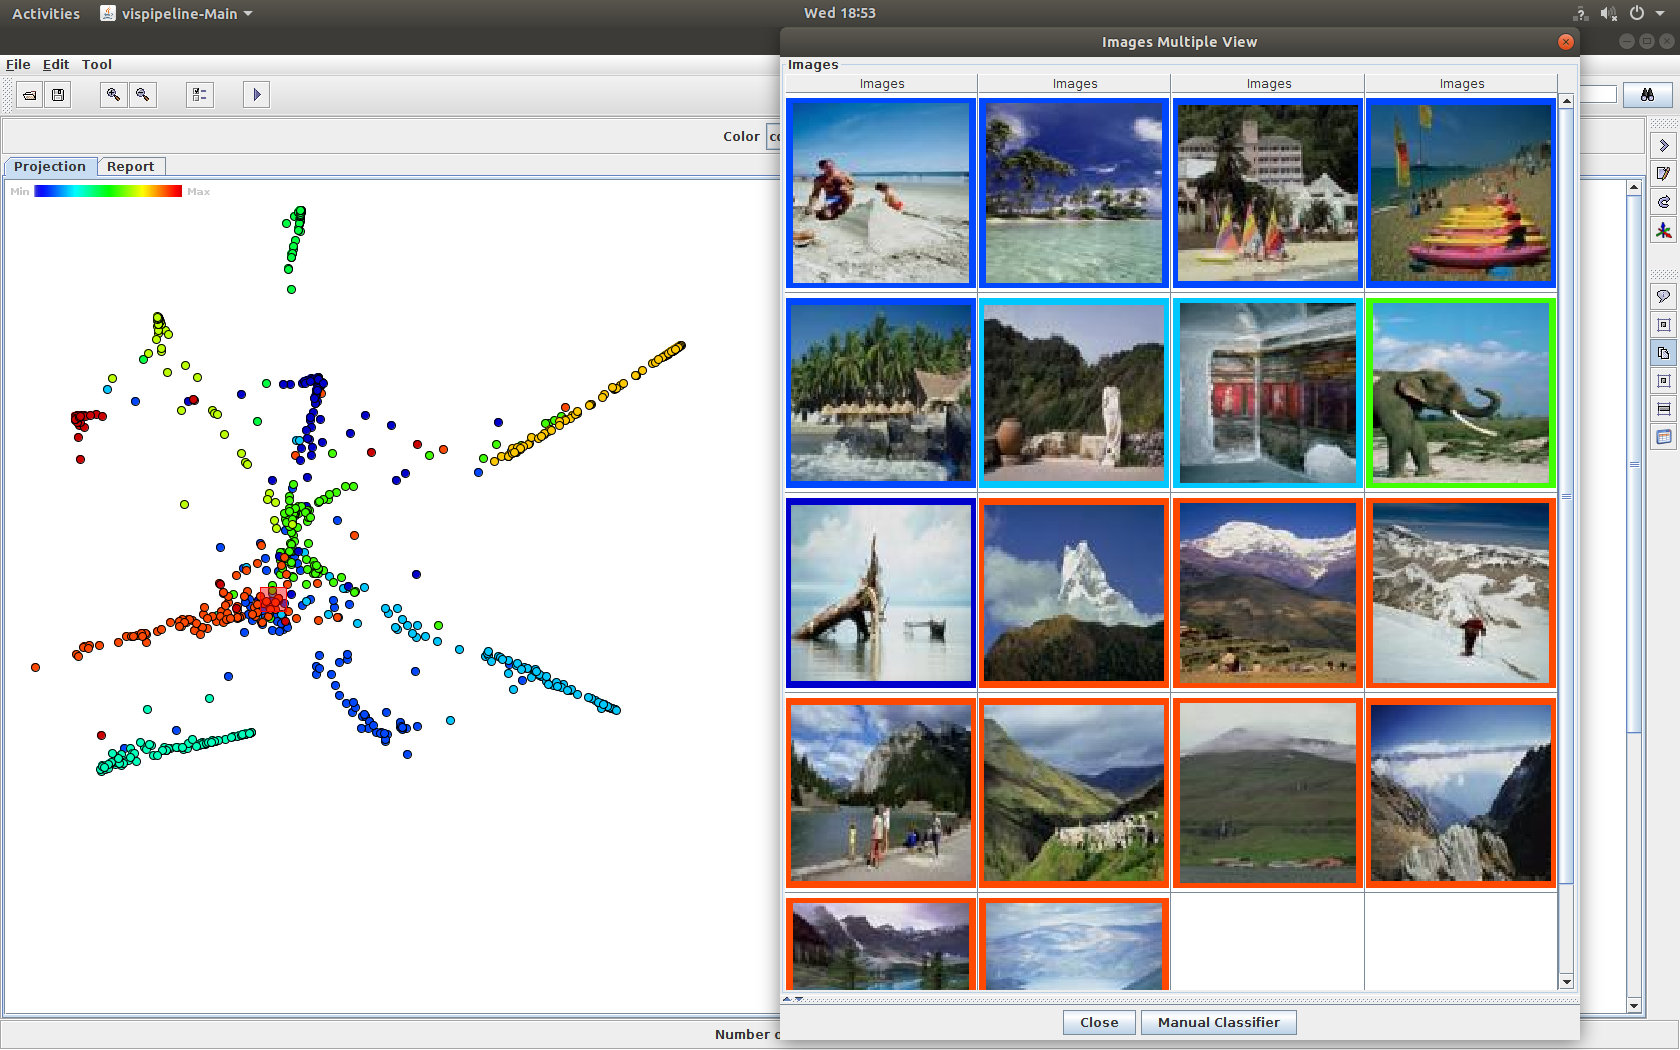 Activities vispipeline-Main Wed 18:53
Images Multiple View
File Edit Tool
Images
Images Images Images Images
Color
Projection Report
Min Max
Number
Close Manual Classifier